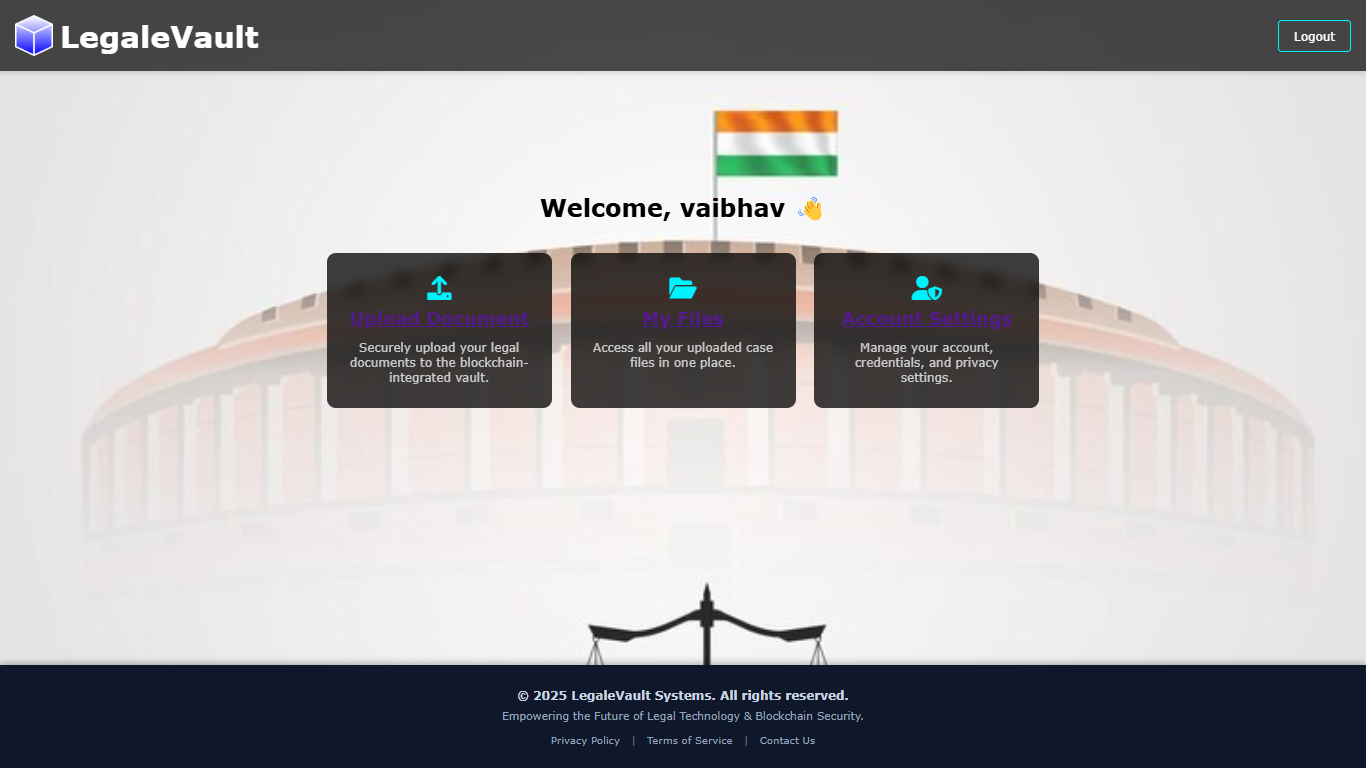 LegaleVault
Logout
Welcome, vaibhav 👋
Upload Document
Securely upload your legal
documents to the blockchain-
integrated vault.
My Files
Access all your uploaded case
files in one place.
Account Settings
Manage your account,
credentials, and privacy
settings.
© 2025 LegaleVault Systems. All rights reserved.
Empowering the Future of Legal Technology & Blockchain Security.
Privacy Policy | Terms of Service | Contact Us